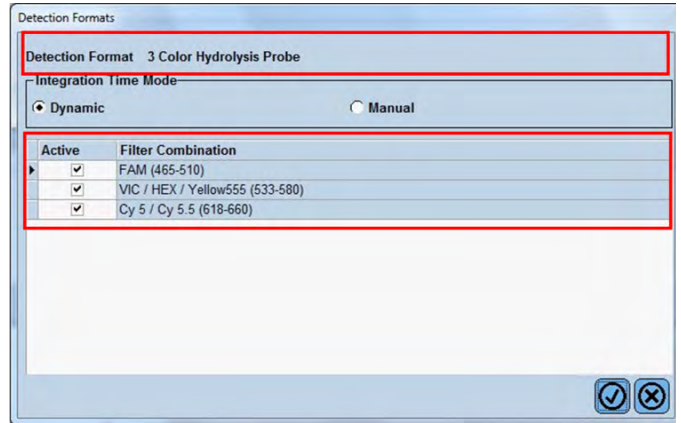 Detection Formats
Detection Format 3 Color Hydrolysis Probe
Integration Time Mode
Dynamic Manual
Active Filter Combination
FAM (465-510)
VIC / HEX / Yellow555 (533-580)
Cy 5 / Cy 5.5 (618-660)